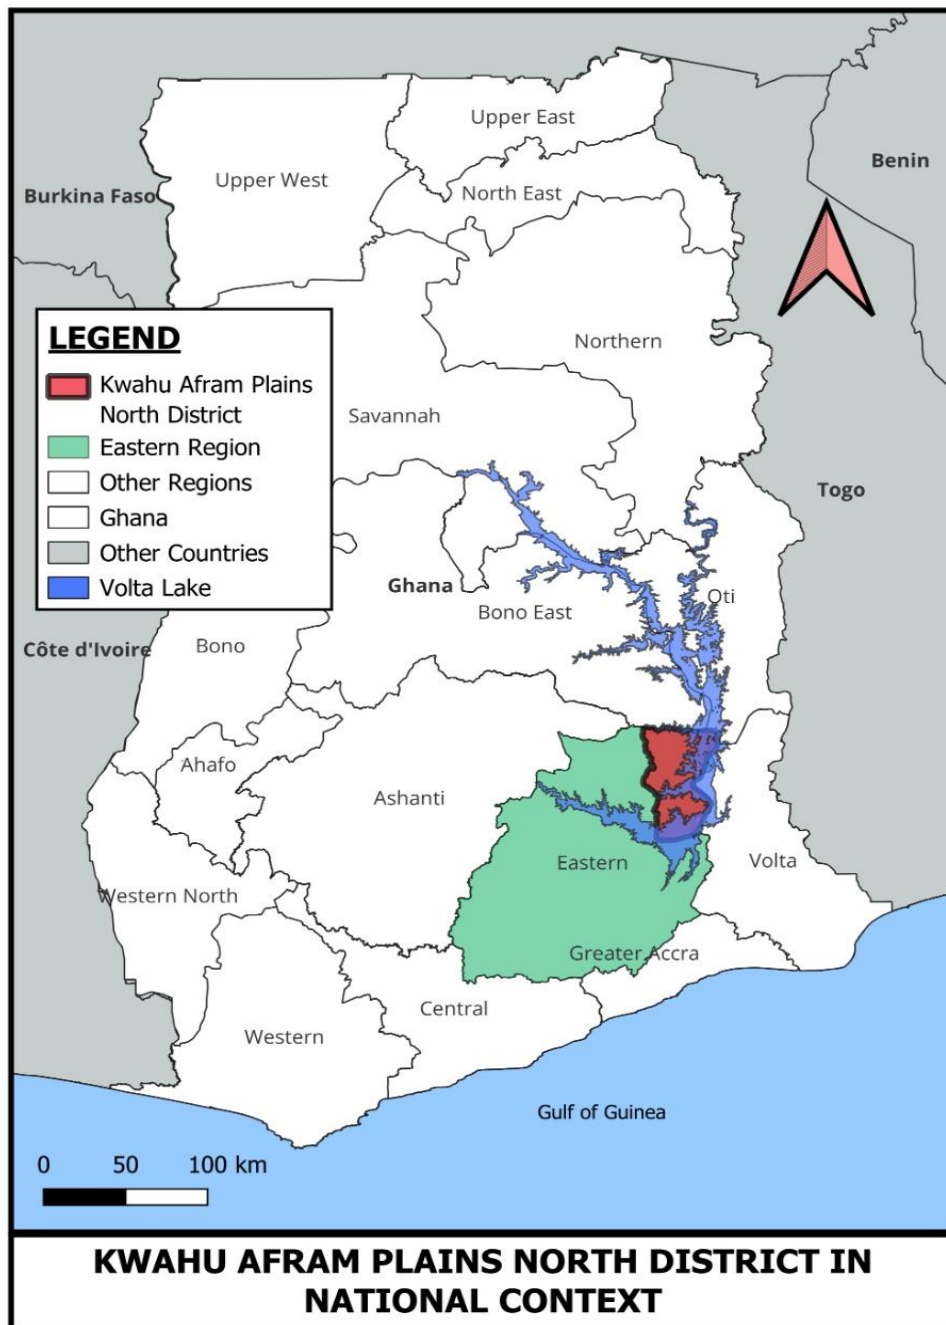 Upper East
Benin
Upper West
North East
Burkina Faso
LEGEND
Kwahu Afram Plains
North District
Eastern Region
Other Regions
Ghana
Other Countries
Volta Lake
Northern
Savannah
Togo
Ghana
Oti
Bono East
Bono
Côte d'Ivoire
Ahafo
Ashanti
Eastern
Volta
Western North
Greater Accra
Central
Western
Gulf of Guinea
0 50 100 km
KWAHU AFRAM PLAINS NORTH DISTRICT IN
NATIONAL CONTEXT